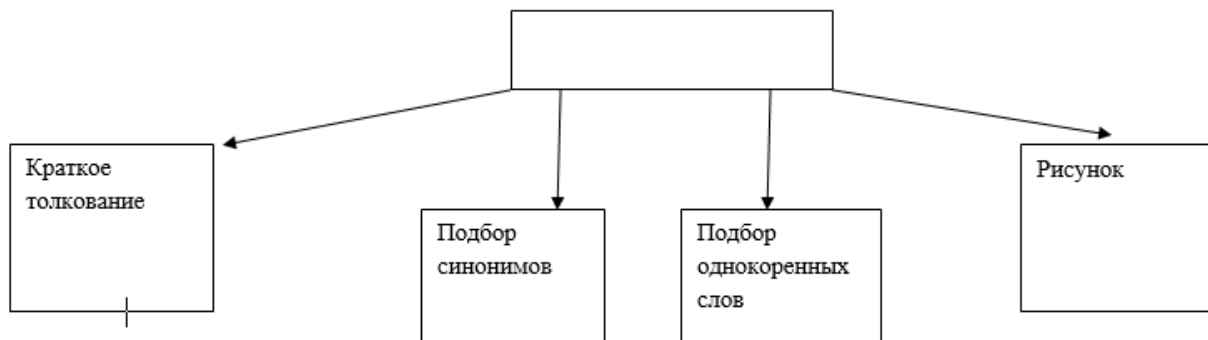 Краткое
толкование
Подбор
синонимов
Подбор
однокоренных
слов
Рисунок